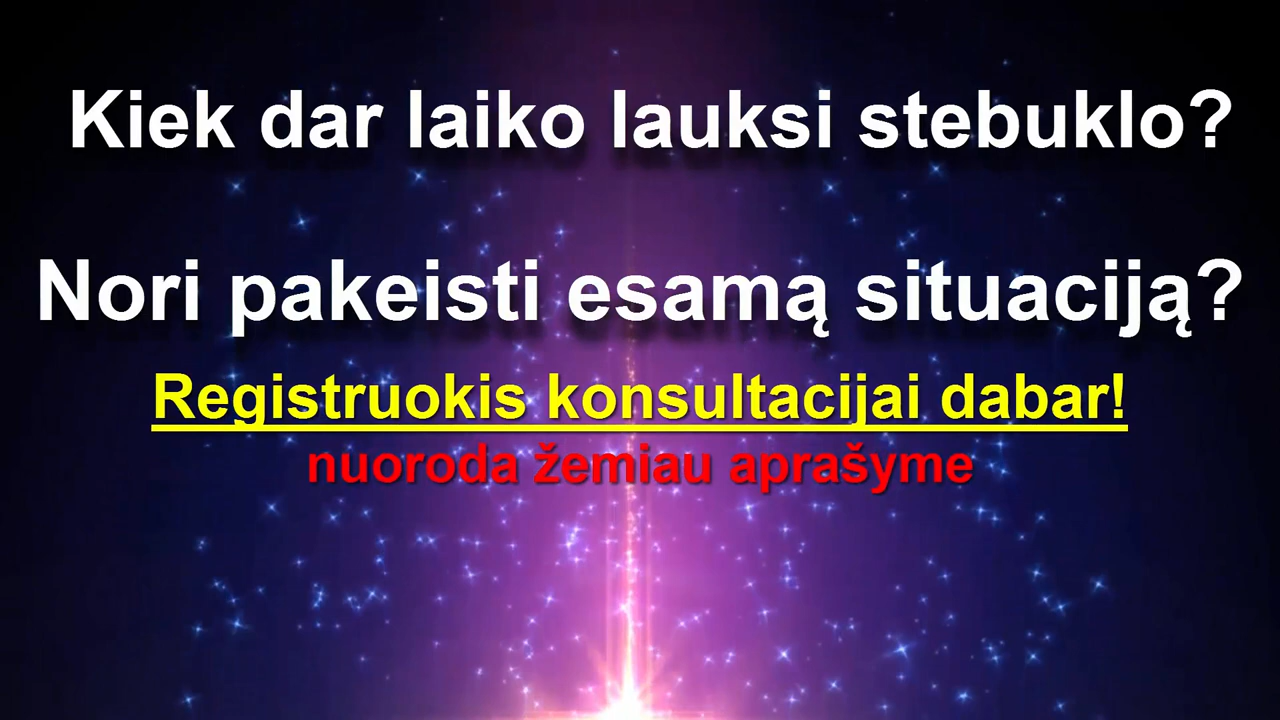 Kiek dar laiko lauksi stebuklo?
Nori pakeisti esamą situaciją?
Registruokis konsultacijai dabar!
nuoroda žemiau aprašyme